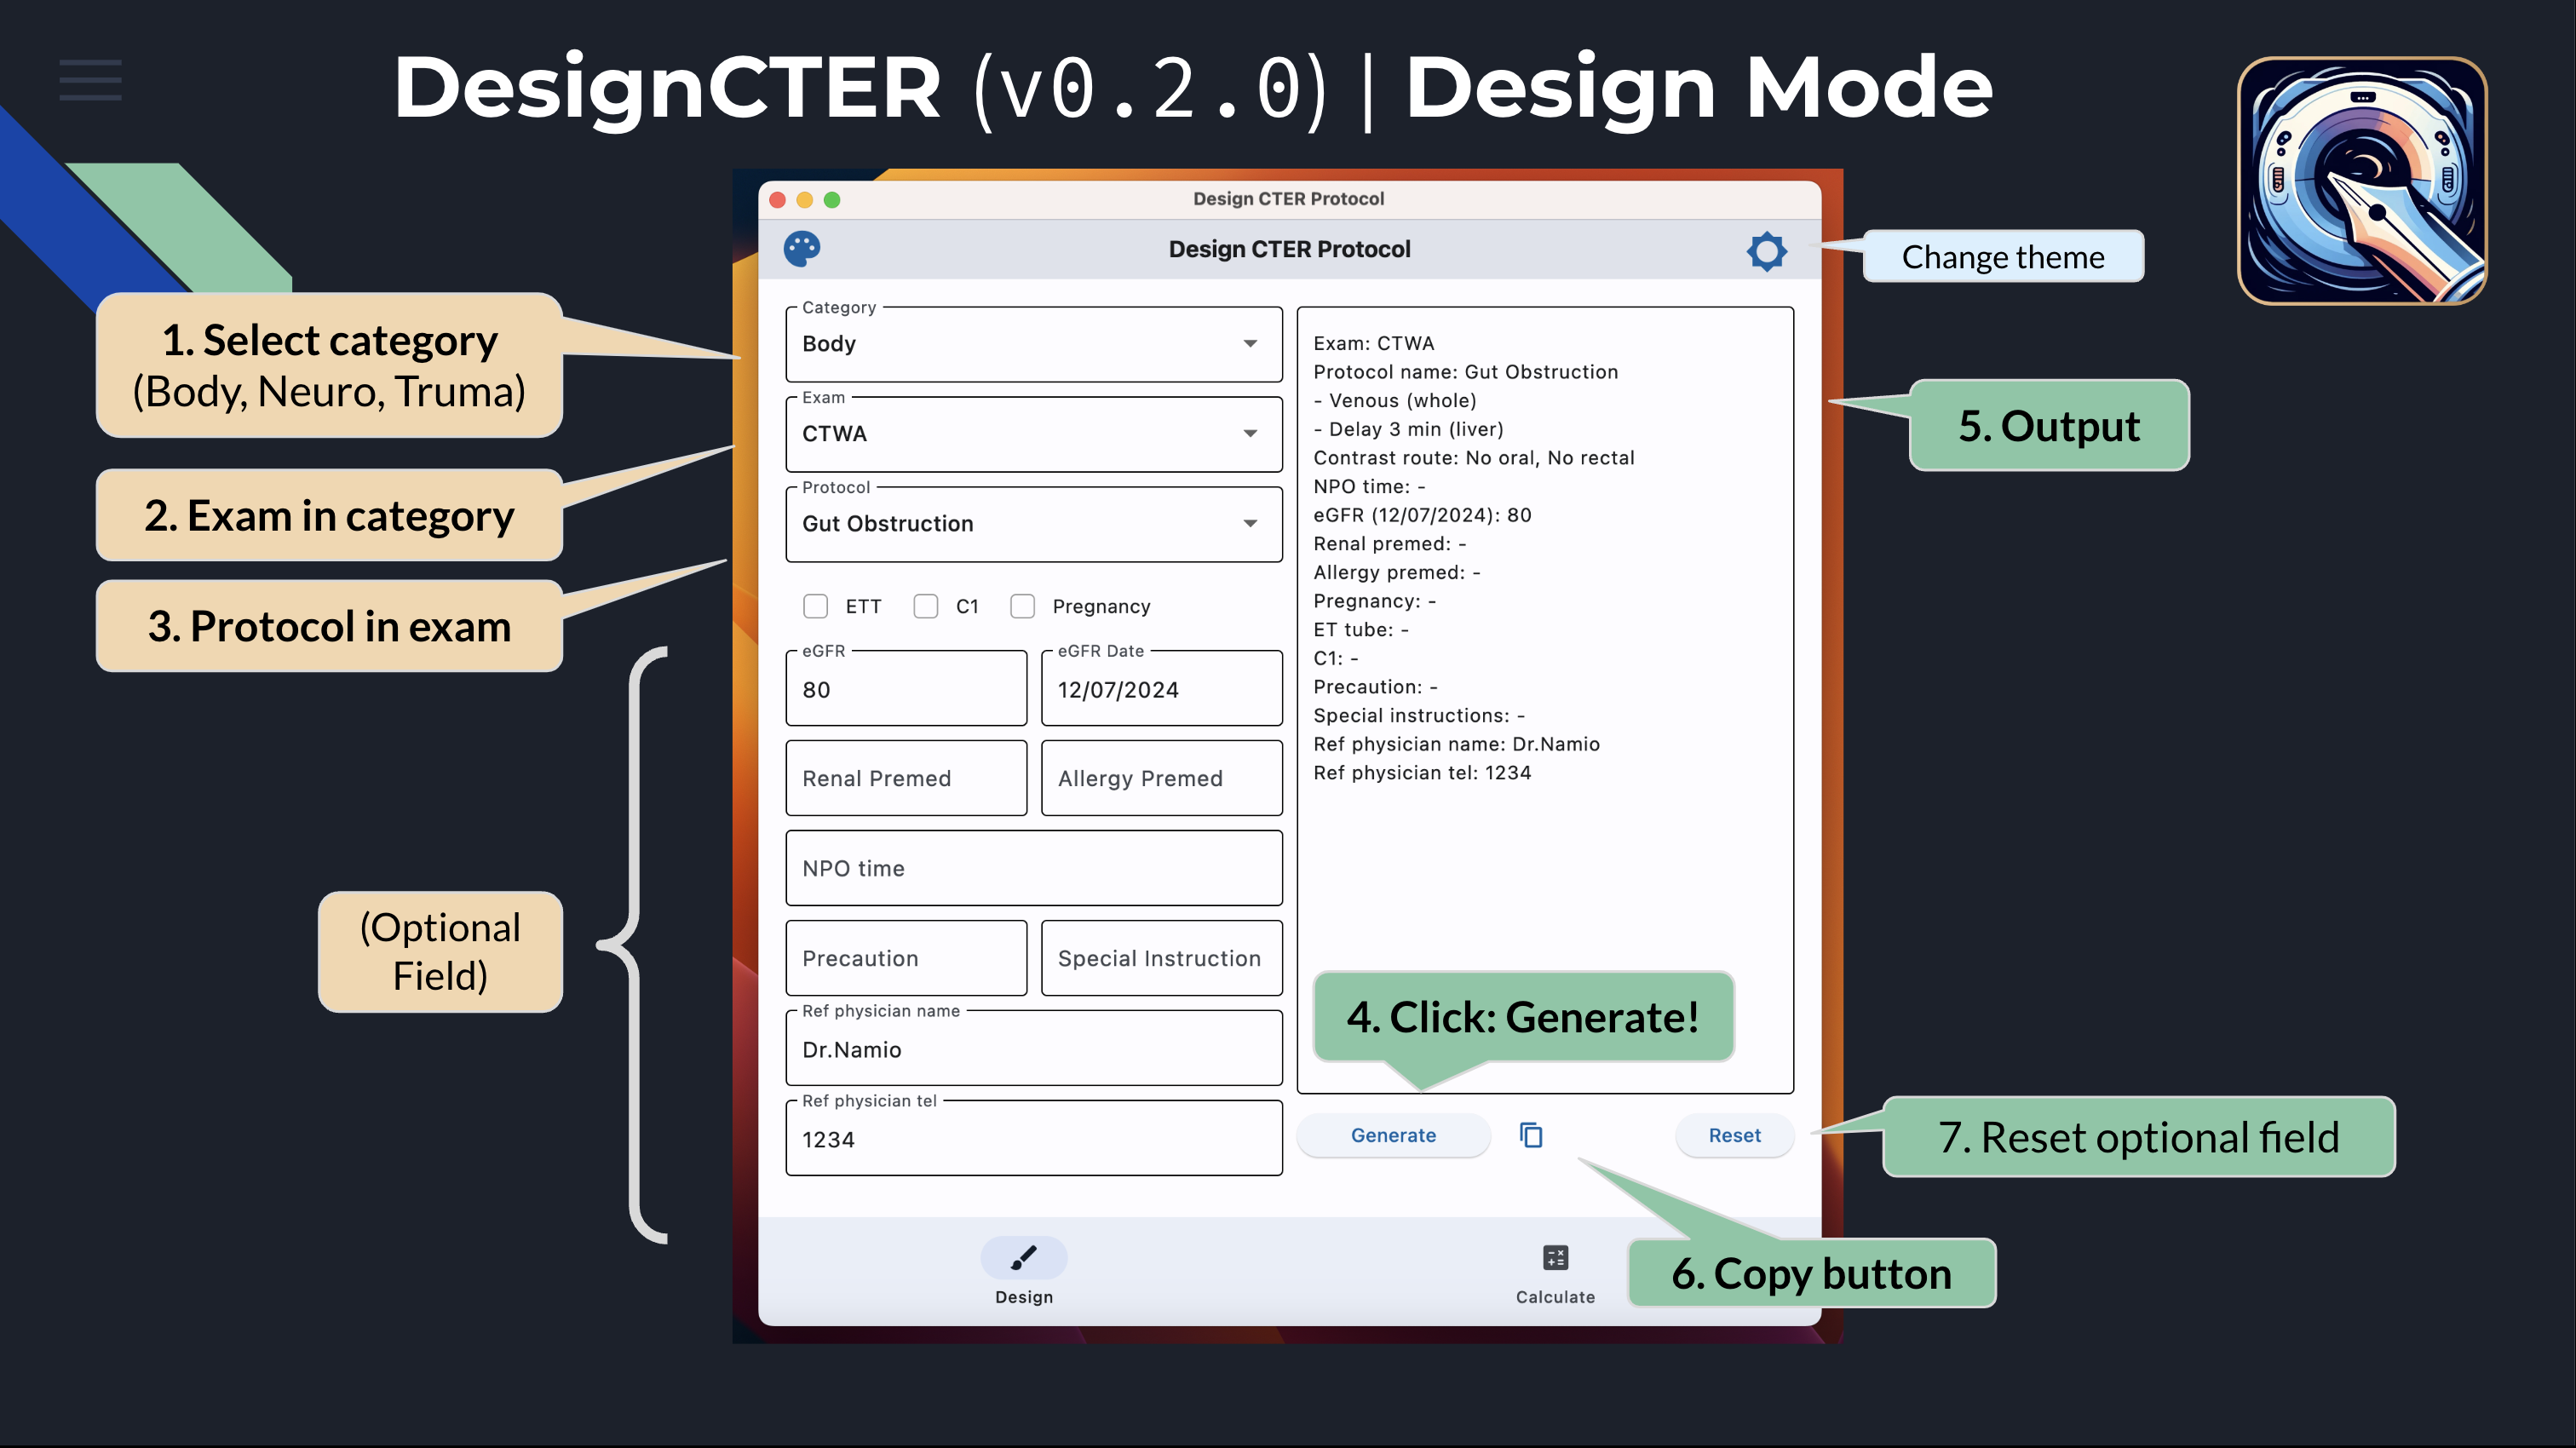 DesignCTER (v0.2.0) | Design Mode
Design CTER Protocol
Design CTER Protocol
Change theme
1. Select category
(Body, Neuro, Truma)
2. Exam in category
3. Protocol in exam
(Optional
Field)
Category
Body
Exam
CTWA
Protocol
Gut Obstruction
ETT C1 Pregnancy
eGFR eGFR Date
80 12/07/2024
Renal Premed Allergy Premed
NPO time
Precaution Special Instruction
Ref physician name
Dr.Namio
Ref physician tel
1234
Exam: CTWA
Protocol name: Gut Obstruction
- Venous (whole)
- Delay 3 min (liver)
Contrast route: No oral, No rectal
NPO time: -
eGFR (12/07/2024): 80
Renal premed: -
Allergy premed: -
Pregnancy: -
ET tube: -
C1: -
Precaution: -
Special instructions: -
Ref physician name: Dr.Namio
Ref physician tel: 1234
4. Click: Generate!
Generate Reset
5. Output
7. Reset optional field
6. Copy button
Design Calculate